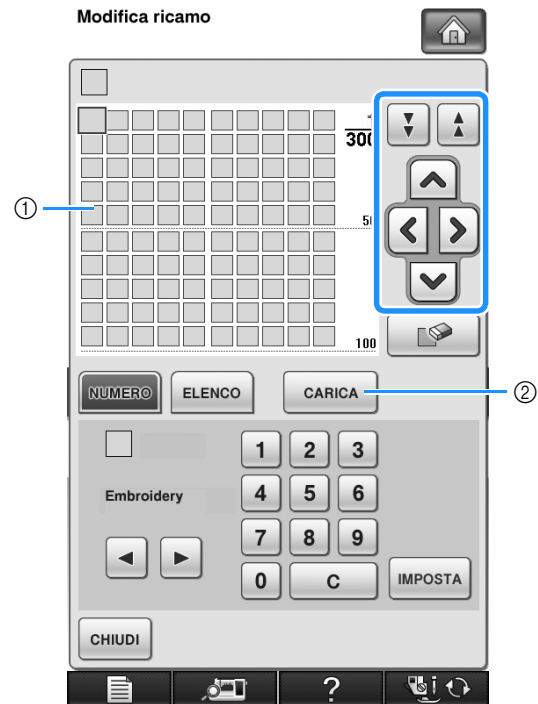 Modifica ricamo
300
①
50
100
NUMERO ELENCO CARICA ②
1 2 3
Embroidery 4 5 6
7 8 9
0 C IMPOSTA
CHIUDI
?